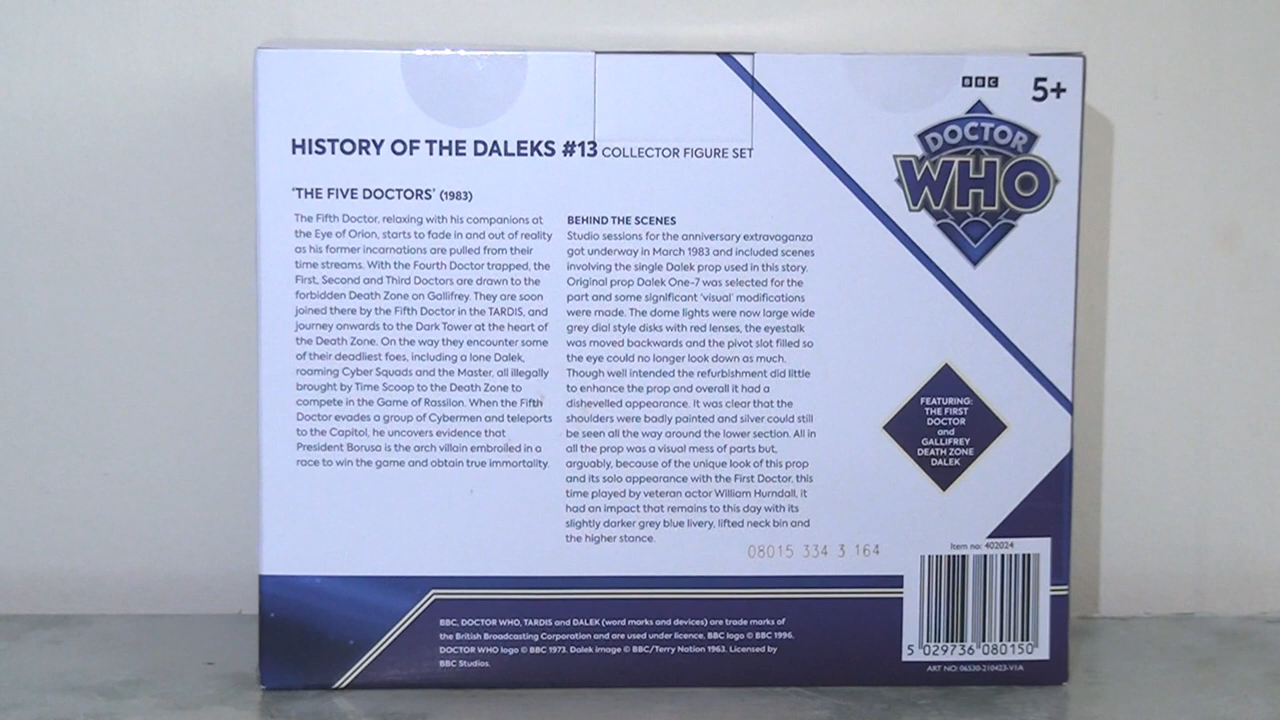 BBC
5+
DOCTOR
WHO
HISTORY OF THE DALEKS #13 COLLECTOR FIGURE SET
'THE FIVE DOCTORS' (1983)
The Fifth Doctor, relaxing with his companions at
the Eye of Orion, starts to fade in and out of reality
as his former incarnations are pulled from their
time streams. With the Fourth Doctor trapped, the
First, Second and Third Doctors are drawn to the
forbidden Death Zone on Gallifrey. They are soon
joined there by the Fifth Doctor in the TARDIS, and
journey onwards to the Dark Tower at the heart of
the Death Zone. On the way they encounter some
of their deadliest foes, including a lone Dalek,
roaming Cyber Squads and the Master, all illegally
brought by Time Scoop to the Death Zone to
compete in the Game of Rassilon. When the Fifth
Doctor evades a group of Cybermen and teleports
to the Capitol, he uncovers evidence that
President Borusa is the arch villain embroiled in a
race to win the game and obtain true immortality.
BEHIND THE SCENES
Studio sessions for the anniversary extravaganza
got underway in March 1983 and included scenes
involving the single Dalek prop used in this story.
Original prop Dalek One-7 was selected for the
part and some significant 'visual' modifications
were made. The dome lights were now large wide
grey dial style disks with red lenses, the eyestalk
was moved backwards and the pivot slot filled so
the eye could no longer look down as much.
Though well intended the refurbishment did little
to enhance the prop and overall it had a
dishevelled appearance. It was clear that the
shoulders were badly painted and silver could still
be seen all the way around the lower section. All in
all the prop was a visual mess of parts but,
arguably, because of the unique look of this prop
and its solo appearance with the First Doctor, this
time played by veteran actor William Hurndall, it
had an impact that remains to this day with its
slightly darker grey blue livery, lifted neck bin and
the higher stance.
FEATURING:
THE FIRST
DOCTOR
and
GALLIFREY
DEATH ZONE
DALEK
08015 334 3 164
Item no: 402024
5 029736 080150
ART NO: 06530-210423-V1A
BBC, DOCTOR WHO, TARDIS and DALEK (word marks and devices) are trade marks of
the British Broadcasting Corporation and are used under licence. BBC logo © BBC 1996.
DOCTOR WHO logo © BBC 1973. Dalek image © BBC/Terry Nation 1963. Licensed by
BBC Studios.